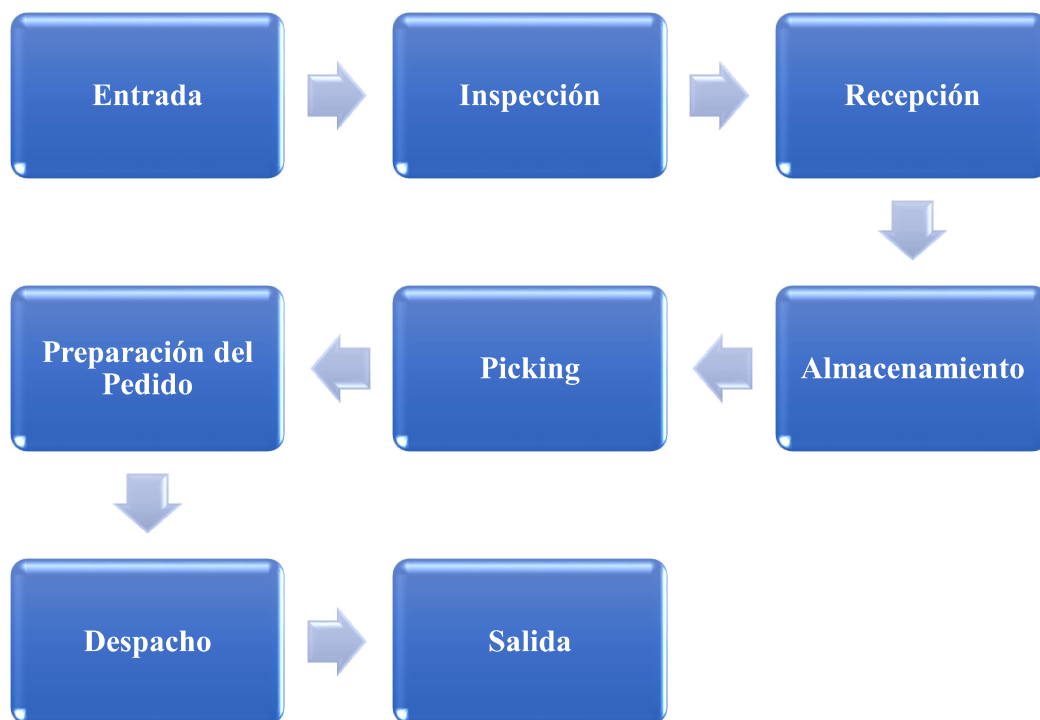 Entrada
Inspección
Recepción
Almacenamiento
Picking
Preparación del
Pedido
Despacho
Salida